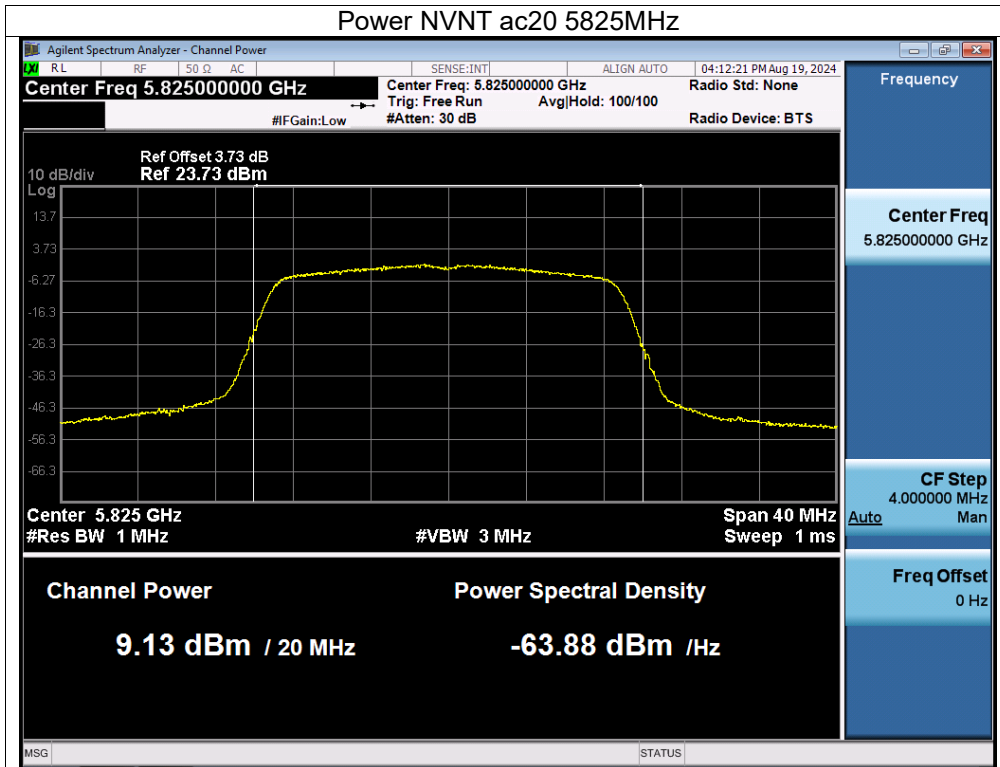 Power NVNT ac20 5825MHz
Agilent Spectrum Analyzer - Channel Power
LXI RL RF 50 Ω AC SENSE:INT ALIGN AUTO 04:12:21 PM Aug 19, 2024
Center Freq 5.825000000 GHz
Center Freq: 5.825000000 GHz Radio Std: None
Trig: Free Run Avg|Hold: 100/100
#IFGain:Low #Atten: 30 dB Radio Device: BTS
Ref Offset 3.73 dB
10 dB/div Ref 23.73 dBm
Log
13.7
3.73
-6.27
-16.3
-26.3
-36.3
-46.3
-56.3
-66.3
Center 5.825 GHz Span 40 MHz
#Res BW 1 MHz #VBW 3 MHz Sweep 1 ms
Channel Power Power Spectral Density
9.13 dBm / 20 MHz -63.88 dBm /Hz
MSG STATUS
Frequency
Center Freq
5.825000000 GHz
CF Step
4.000000 MHz
Auto Man
Freq Offset
0 Hz